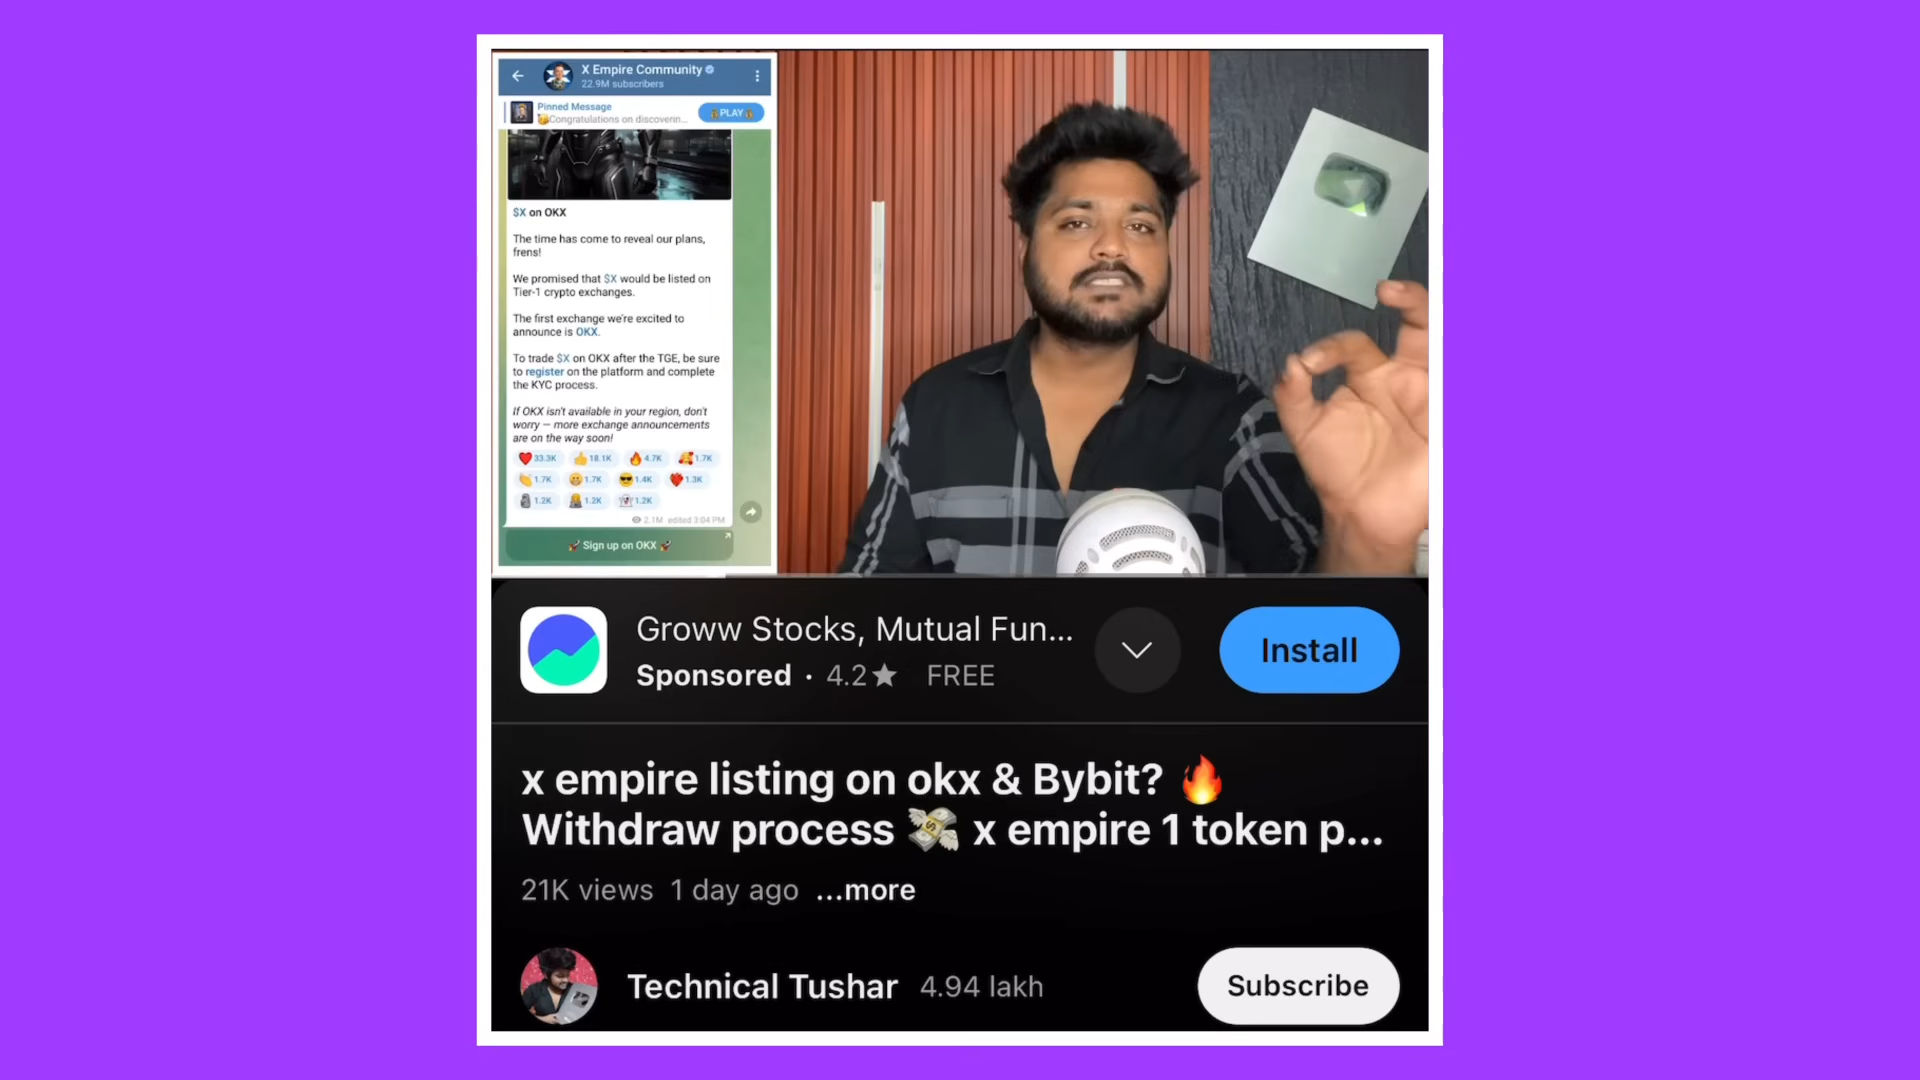 X Empire Community
22.9M subscribers
Pinned Message
Congratulations on discoverin...
PLAY
$X on OKX
The time has come to reveal our plans,
frens!
We promised that $X would be listed on
Tier-1 crypto exchanges.
The first exchange we're excited to
announce is OKX.
To trade $X on OKX after the TGE, be sure
to register on the platform and complete
the KYC process.
If OKX isn't available in your region, don't
worry — more exchange announcements
are on the way soon!
❤️ 33.3K 👍 18.1K 🔥 4.7K 🥰 1.7K
👏 1.7K 😁 1.7K 😎 1.4K ❤️‍🔥 1.3K
🗿 1.2K 👨‍💻 1.2K 👻 1.2K
2.1M edited 3:04 PM
🚀 Sign up on OKX 🚀
Groww Stocks, Mutual Fun...
Sponsored · 4.2★ FREE
Install
x empire listing on okx & Bybit? 🔥
Withdraw process 💸 x empire 1 token p...
21K views 1 day ago ...more
Technical Tushar 4.94 lakh
Subscribe